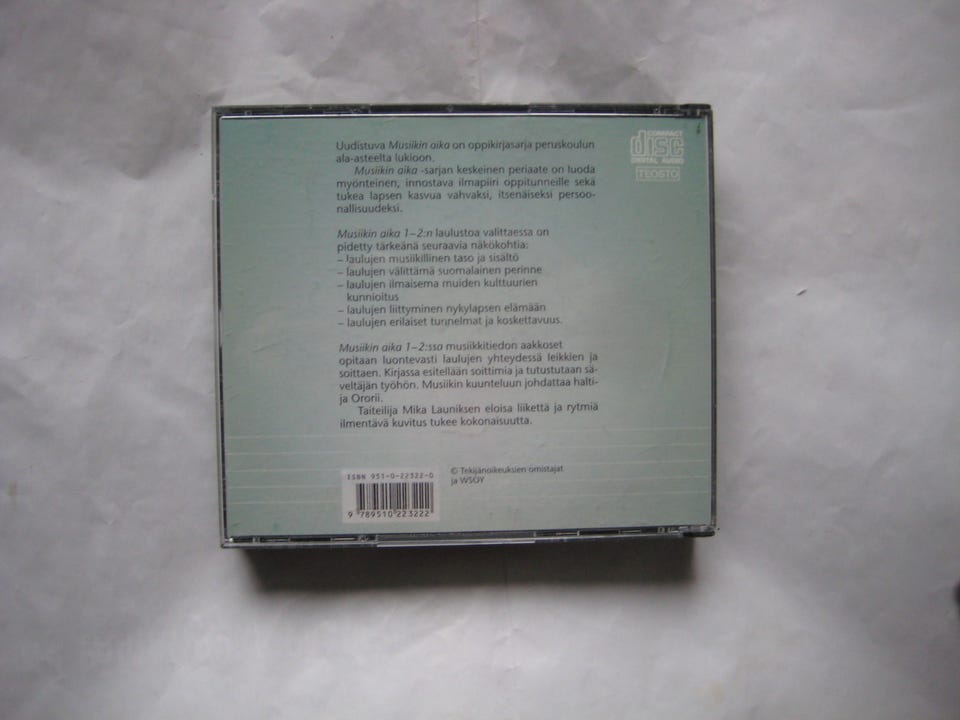 Uudistuva Musiikin aika on oppikirjasarja peruskoulun
ala-asteelta lukioon.
Musiikin aika -sarjan keskeinen periaate on luoda
myönteinen, innostava ilmapiiri oppitunneille sekä
tukea lapsen kasvua vahvaksi, itsenäiseksi persoo-
nallisuudeksi.
Musiikin aika 1–2:n laulustoa valittaessa on
pidetty tärkeänä seuraavia näkökohtia:
– laulujen musiikillinen taso ja sisältö
– laulujen välittämä suomalainen perinne
– laulujen ilmaisema muiden kulttuurien
kunnioitus
– laulujen liittyminen nykylapsen elämään
– laulujen erilaiset tunnelmat ja koskettavuus.
Musiikin aika 1–2:ssa musiikkitiedon aakkoset
opitaan luontevasti laulujen yhteydessä leikkien ja
soittaen. Kirjassa esitellään soittimia ja tutustutaan sä-
veltäjän työhön. Musiikin kuunteluun johdattaa halti-
ja Ororii.
Taiteilija Mika Launiksen eloisa liikettä ja rytmiä
ilmentävä kuvitus tukee kokonaisuutta.
COMPACT
disc
DIGITAL AUDIO
TEOSTO
ISBN 951-0-22322-0
9 789510 223222
© Tekijänoikeuksien omistajat
ja WSOY